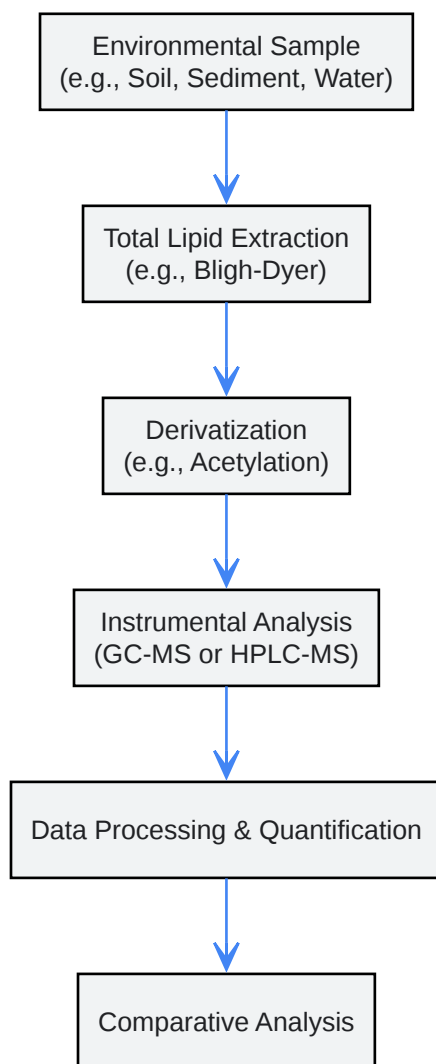 Environmental Sample
(e.g., Soil, Sediment, Water)
Total Lipid Extraction
(e.g., Bligh-Dyer)
Derivatization
(e.g., Acetylation)
Instrumental Analysis
(GC-MS or HPLC-MS)
Data Processing & Quantification
Comparative Analysis